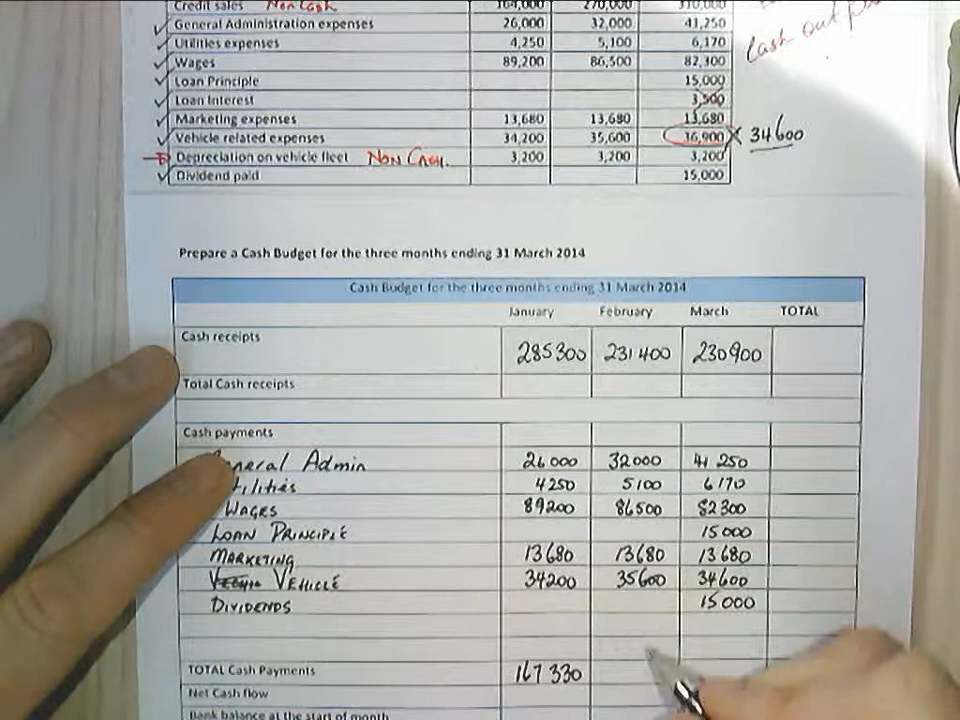 Credit sales Non Cash 164,000 270,000 310,000
General Administration expenses 26,000 32,000 41,250
Utilities expenses 4,250 5,100 6,170
Cash out
Wages 89,200 86,500 82,300
Loan Principle 15,000
Loan Interest 3,500
Marketing expenses 13,680 13,680 13,680
Vehicle related expenses 34,200 35,600 36,900 X 34600
Depreciation on vehicle fleet NON CASH. 3,200 3,200 3,200
Dividend paid 15,000
Prepare a Cash Budget for the three months ending 31 March 2014
Cash Budget for the three months ending 31 March 2014
January February March TOTAL
Cash receipts 285300 231400 230900
Total Cash receipts
Cash payments
General Admin 26000 32000 41250
Utilities 4250 5100 6170
WAGES 89200 86500 82300
LOAN PRINCIPLE 15000
MARKETING 13680 13680 13680
VEHICLE 34200 35600 34600
DIVIDENDS 15000
TOTAL Cash Payments 167330
Net Cash flow
Bank balance at the start of month